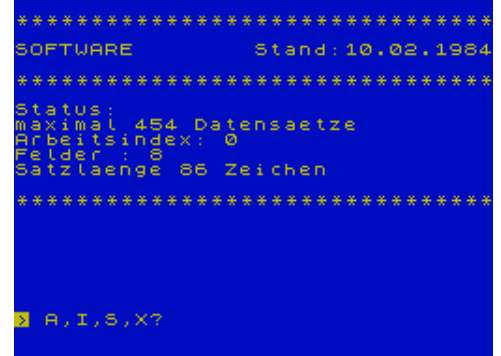 ********************************
SOFTWARE        Stand:10.02.1984
********************************
Status:
maximal 454 Datensaetze
Arbeitsindex: 0
Felder : 8
Satzlaenge 86 Zeichen
********************************
> A,I,S,X?